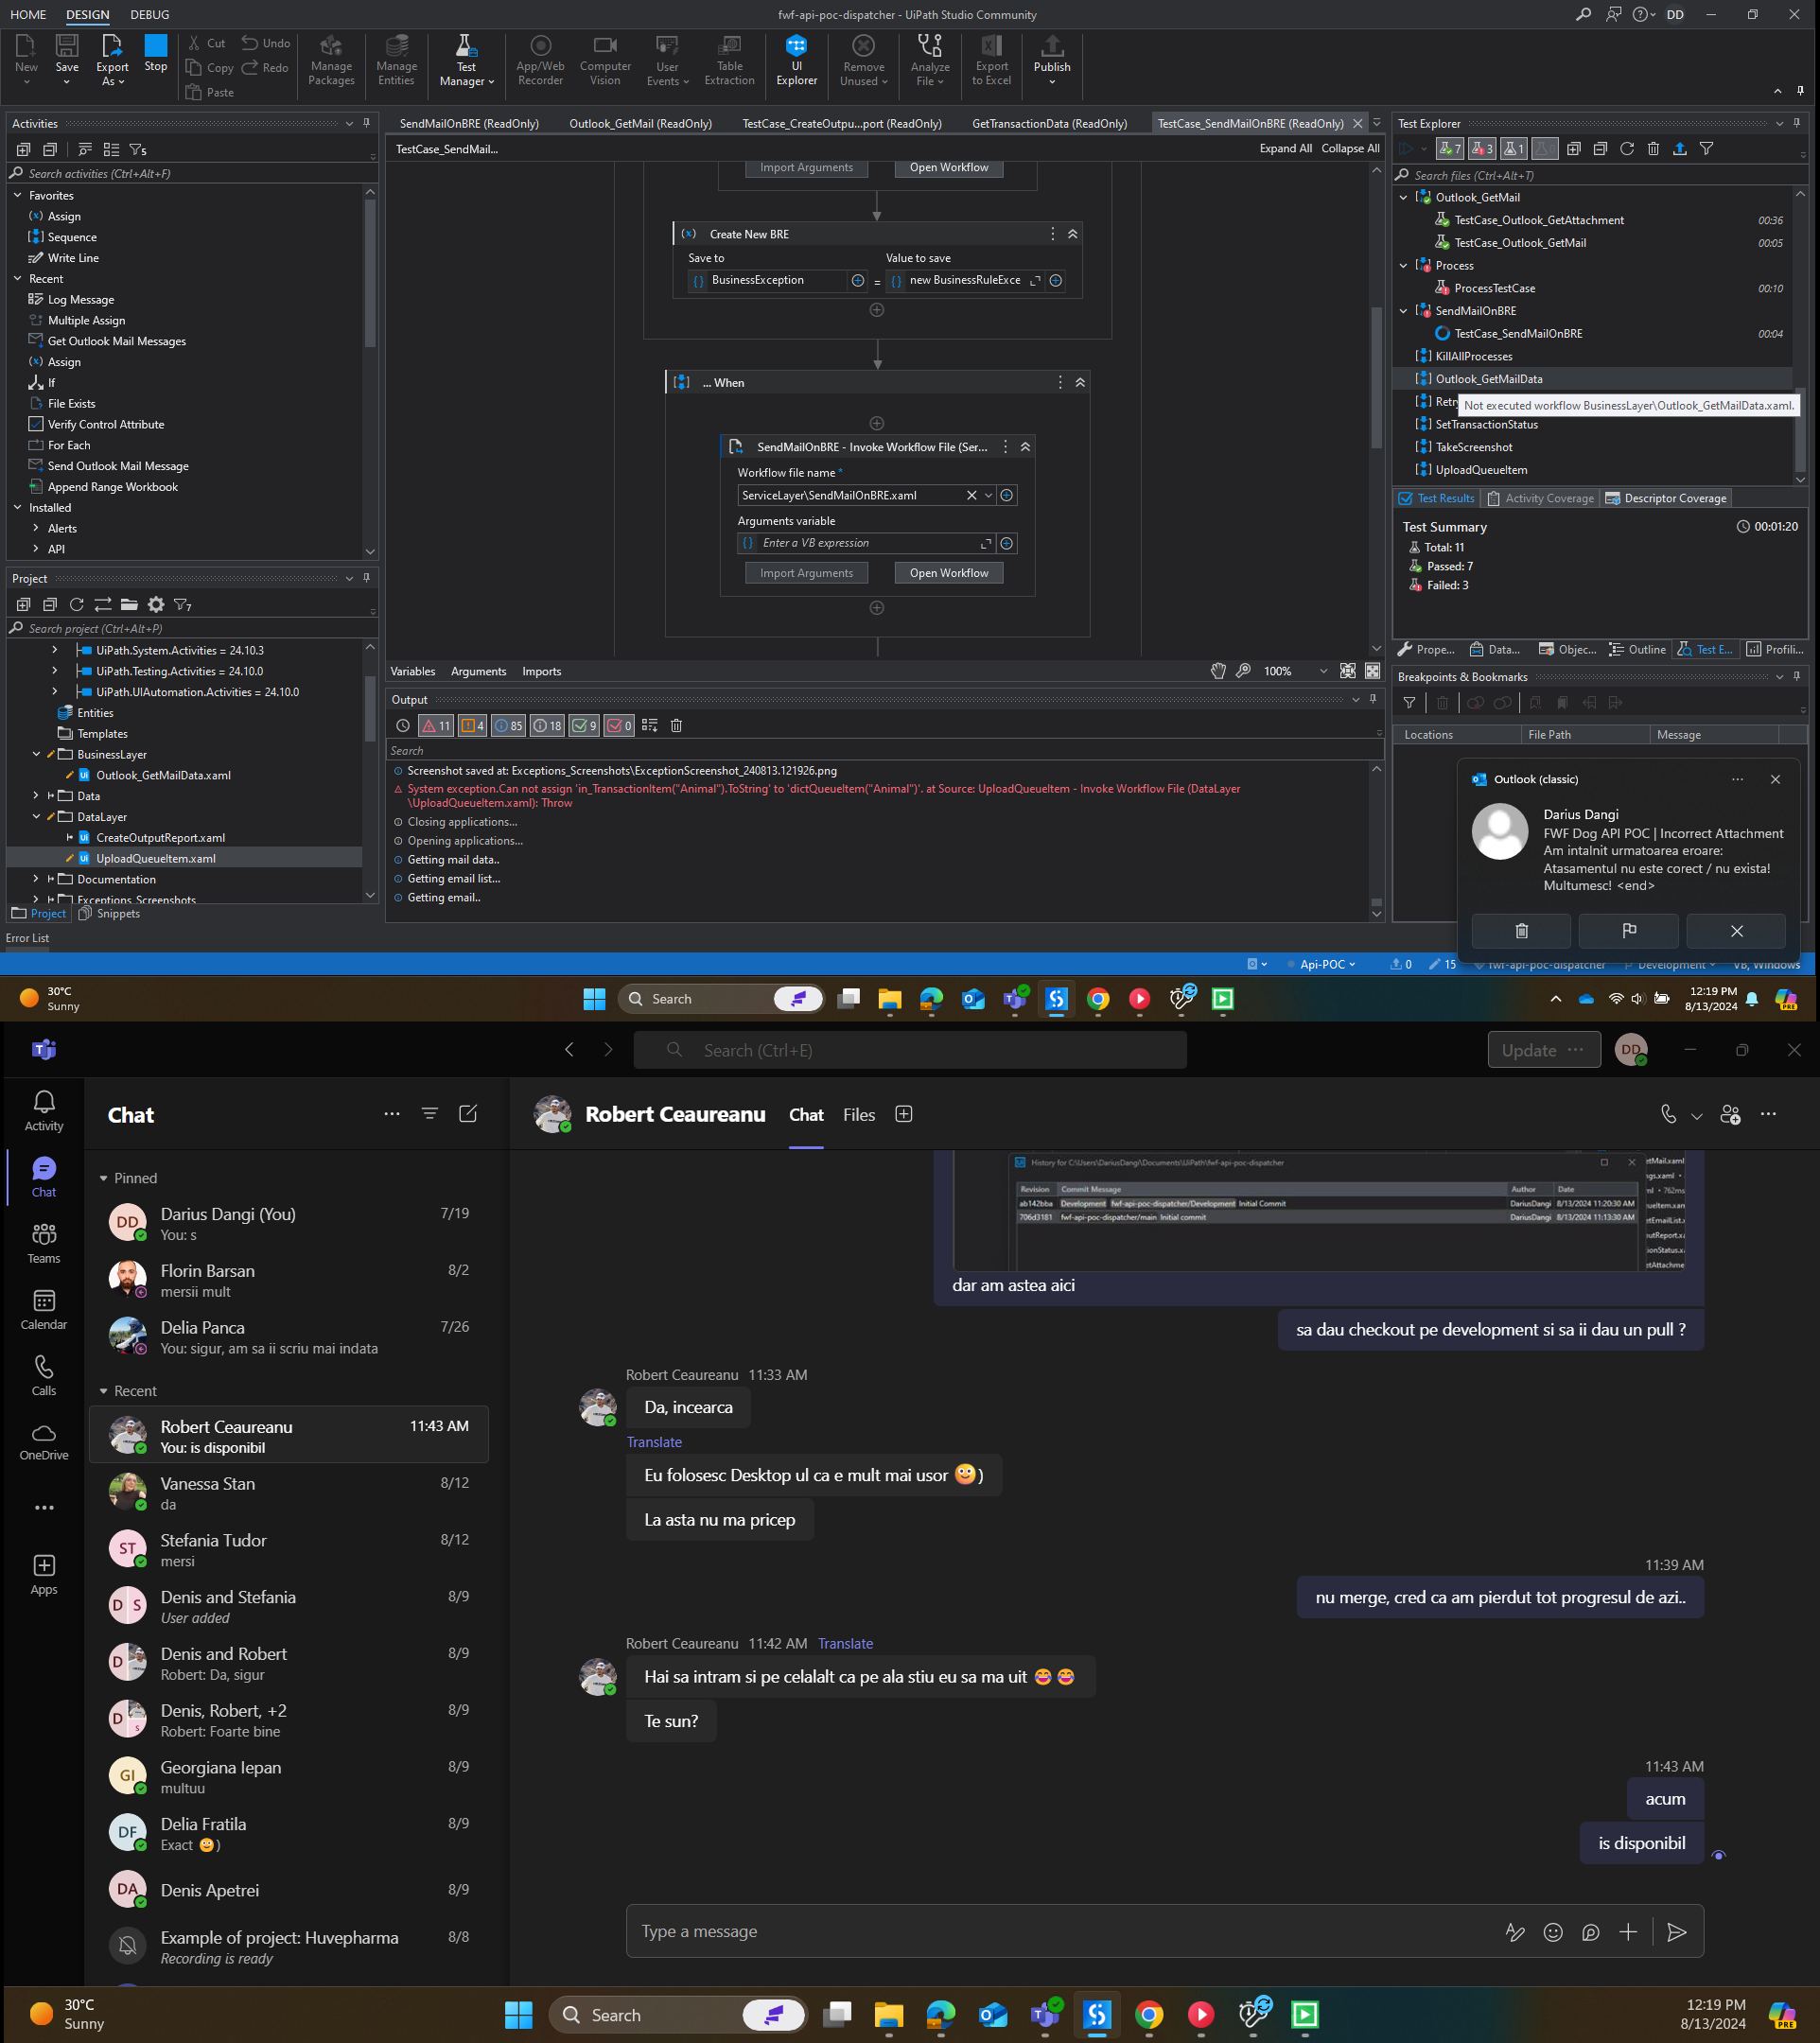 HOME DESIGN DEBUG
fwf-api-poc-dispatcher - UiPath Studio Community
DD
New
Save
Export As
Stop
Cut
Copy
Paste
Undo
Redo
Manage Packages
Manage Entities
Test Manager
App/Web Recorder
Computer Vision
User Events
Table Extraction
UI Explorer
Remove Unused
Analyze File
Export to Excel
Publish
Activities
5
Search activities (Ctrl+Alt+F)
Favorites
Assign
Sequence
Write Line
Recent
Log Message
Multiple Assign
Get Outlook Mail Messages
Assign
If
File Exists
Verify Control Attribute
For Each
Send Outlook Mail Message
Append Range Workbook
Installed
Alerts
API
Project
7
Search project (Ctrl+Alt+P)
UiPath.System.Activities = 24.10.3
UiPath.Testing.Activities = 24.10.0
UiPath.UIAutomation.Activities = 24.10.0
Entities
Templates
BusinessLayer
Outlook_GetMailData.xaml
Data
DataLayer
CreateOutputReport.xaml
UploadQueueItem.xaml
Documentation
Exceptions_Screenshots
Project Snippets
Error List
SendMailOnBRE (ReadOnly) Outlook_GetMail (ReadOnly) TestCase_CreateOutpu...port (ReadOnly) GetTransactionData (ReadOnly) TestCase_SendMailOnBRE (ReadOnly)
TestCase_SendMail... Expand All Collapse All
Import Arguments Open Workflow
Create New BRE
Save to Value to save
BusinessException = new BusinessRuleExce
... When
SendMailOnBRE - Invoke Workflow File (Ser...
Workflow file name *
ServiceLayer\SendMailOnBRE.xaml
Arguments variable
Enter a VB expression
Import Arguments Open Workflow
Variables Arguments Imports 100%
Output
11 4 85 18 9 0
Search
Screenshot saved at: Exceptions_Screenshots\ExceptionScreenshot_240813.121926.png
System exception.Can not assign 'in_TransactionItem("Animal").ToString' to 'dictQueueItem("Animal")'. at Source: UploadQueueItem - Invoke Workflow File (DataLayer
\UploadQueueItem.xaml): Throw
Closing applications...
Opening applications...
Getting mail data..
Getting email list...
Getting email..
Test Explorer
7 3 1
Search files (Ctrl+Alt+T)
Outlook_GetMail
TestCase_Outlook_GetAttachment 00:36
TestCase_Outlook_GetMail 00:05
Process
ProcessTestCase 00:10
SendMailOnBRE
TestCase_SendMailOnBRE 00:04
KillAllProcesses
Outlook_GetMailData
Retry
Not executed workflow BusinessLayer\Outlook_GetMailData.xaml.
SetTransactionStatus
TakeScreenshot
UploadQueueItem
Test Results Activity Coverage Descriptor Coverage
Test Summary 00:01:20
Total: 11
Passed: 7
Failed: 3
Prope... Data... Objec... Outline Test E... Profili...
Breakpoints & Bookmarks
Locations File Path Message
Outlook (classic)
Darius Dangi
FWF Dog API POC | Incorrect Attachment
Am intalnit urmatoarea eroare:
Atasamentul nu este corect / nu exista!
Multumesc! <end>
Api-POC 0 15 fwf-api-poc-dispatcher Development VB, Windows
30°C
Sunny
Search
12:19 PM
8/13/2024
PRE
Search (Ctrl+E)
Update
DD
Activity
Chat
Teams
Calendar
Calls
OneDrive
Apps
Chat
Pinned
Darius Dangi (You) 7/19
You: s
Florin Barsan 8/2
mersii mult
Delia Panca 7/26
You: sigur, am sa ii scriu mai indata
Recent
Robert Ceaureanu 11:43 AM
You: is disponibil
Vanessa Stan 8/12
da
ST
Stefania Tudor 8/12
mersi
D S
Denis and Stefania 8/9
User added
D
Denis and Robert 8/9
Robert: Da, sigur
D S
Denis, Robert, +2 8/9
Robert: Foarte bine
GI
Georgiana Iepan 8/9
multuu
DF
Delia Fratila 8/9
Exact )
DA
Denis Apetrei 8/9
Example of project: Huvepharma 8/8
Recording is ready
Robert Ceaureanu Chat Files
History for C:\Users\DariusDangi\Documents\UiPath\fwf-api-poc-dispatcher
Revision Commit Message Author Date
ab142bba Development fwf-api-poc-dispatcher/Development Initial Commit DariusDangi 8/13/2024 11:20:30 AM
706d3181 fwf-api-poc-dispatcher/main Initial commit DariusDangi 8/13/2024 11:13:30 AM
dar am astea aici
sa dau checkout pe development si sa ii dau un pull ?
Robert Ceaureanu 11:33 AM
Da, incearca
Translate
Eu folosesc Desktop ul ca e mult mai usor )
La asta nu ma pricep
11:39 AM
nu merge, cred ca am pierdut tot progresul de azi..
Robert Ceaureanu 11:42 AM Translate
Hai sa intram si pe celalalt ca pe ala stiu eu sa ma uit
Te sun?
11:43 AM
acum
is disponibil
Type a message
30°C
Sunny
Search
12:19 PM
8/13/2024
PRE